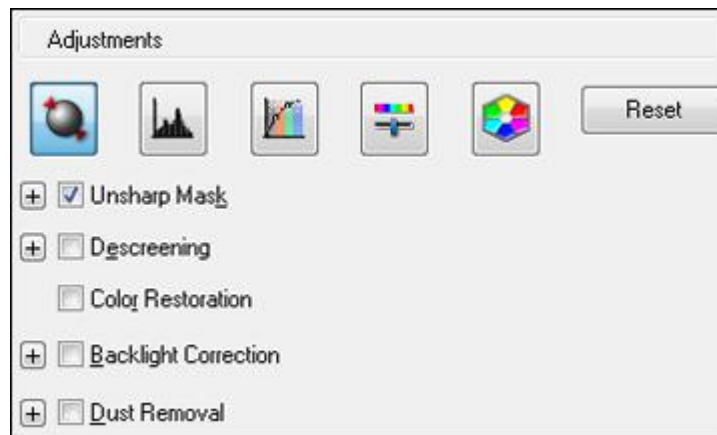 Adjustments
Reset
Unsharp Mask
Descreening
Color Restoration
Backlight Correction
Dust Removal